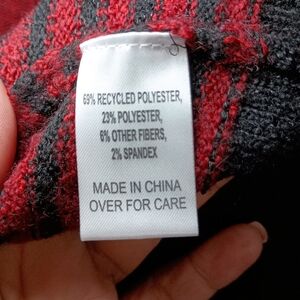 69% RECYCLED POLYESTER,
23% POLYESTER,
6% OTHER FIBERS,
2% SPANDEX
MADE IN CHINA
OVER FOR CARE